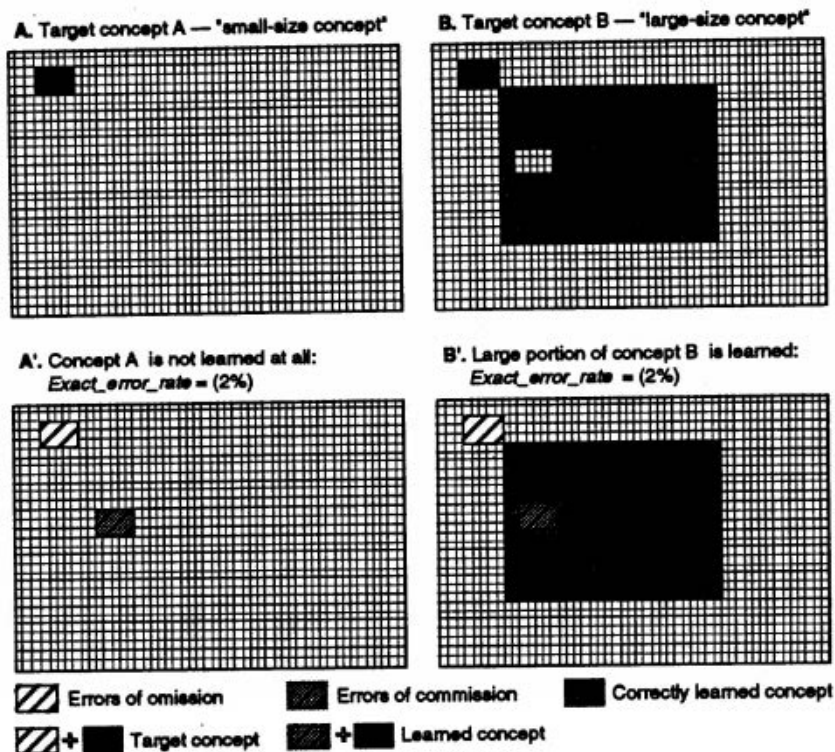 A. Target concept A — "small-size concept"
B. Target concept B — "large-size concept"
A'. Concept A is not learned at all:
Exact_error_rate = (2%)
B'. Large portion of concept B is learned:
Exact_error_rate = (2%)
Errors of omission
Errors of commission
Correctly learned concept
+ Target concept
+ Learned concept